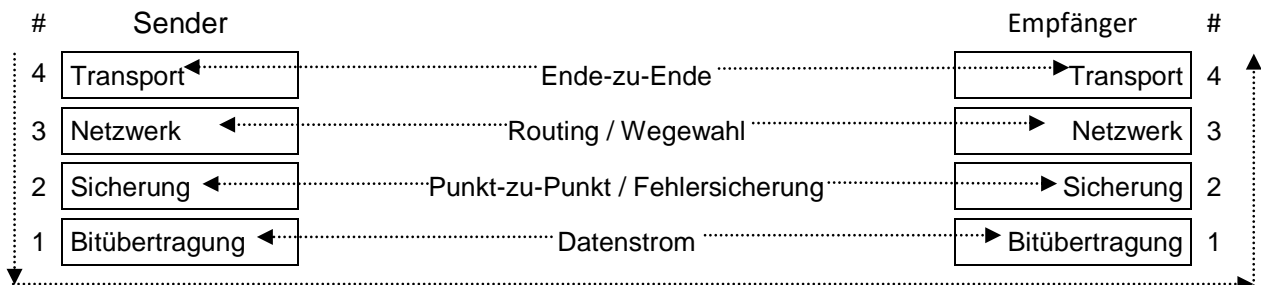 # Sender Empfänger #
4 Transport Ende-zu-Ende Transport 4
3 Netzwerk Routing / Wegewahl Netzwerk 3
2 Sicherung Punkt-zu-Punkt / Fehlersicherung Sicherung 2
1 Bitübertragung Datenstrom Bitübertragung 1